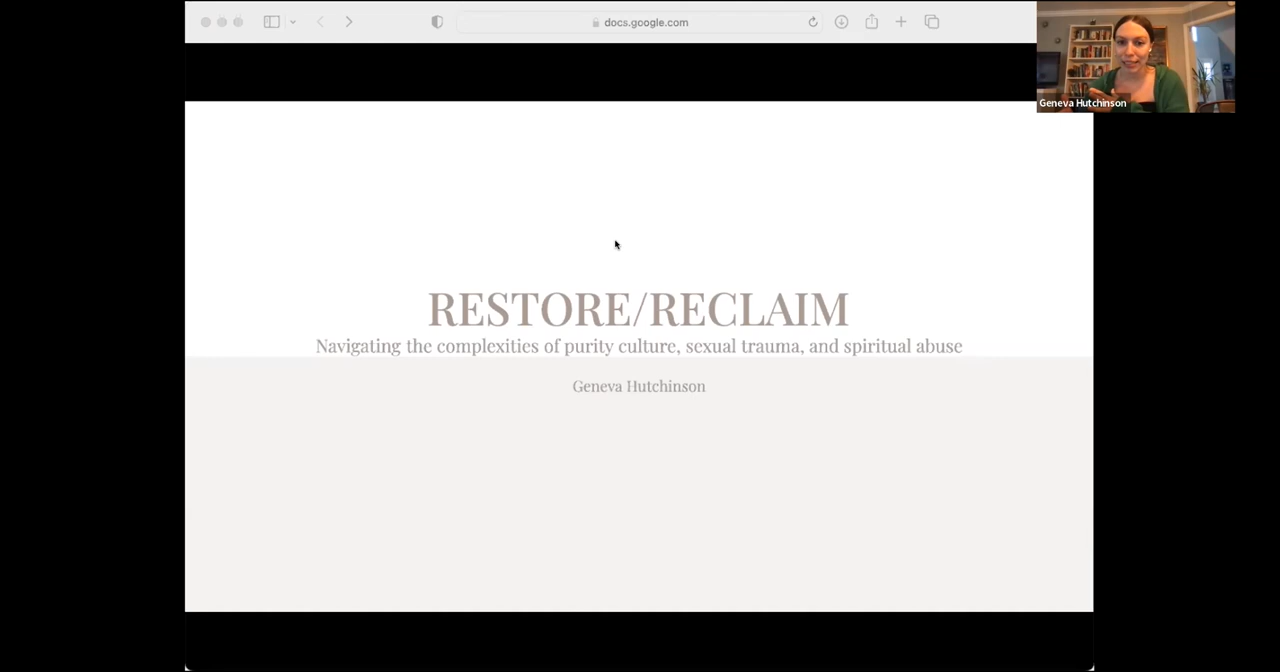 docs.google.com
Geneva Hutchinson
RESTORE/RECLAIM
Navigating the complexities of purity culture, sexual trauma, and spiritual abuse
Geneva Hutchinson